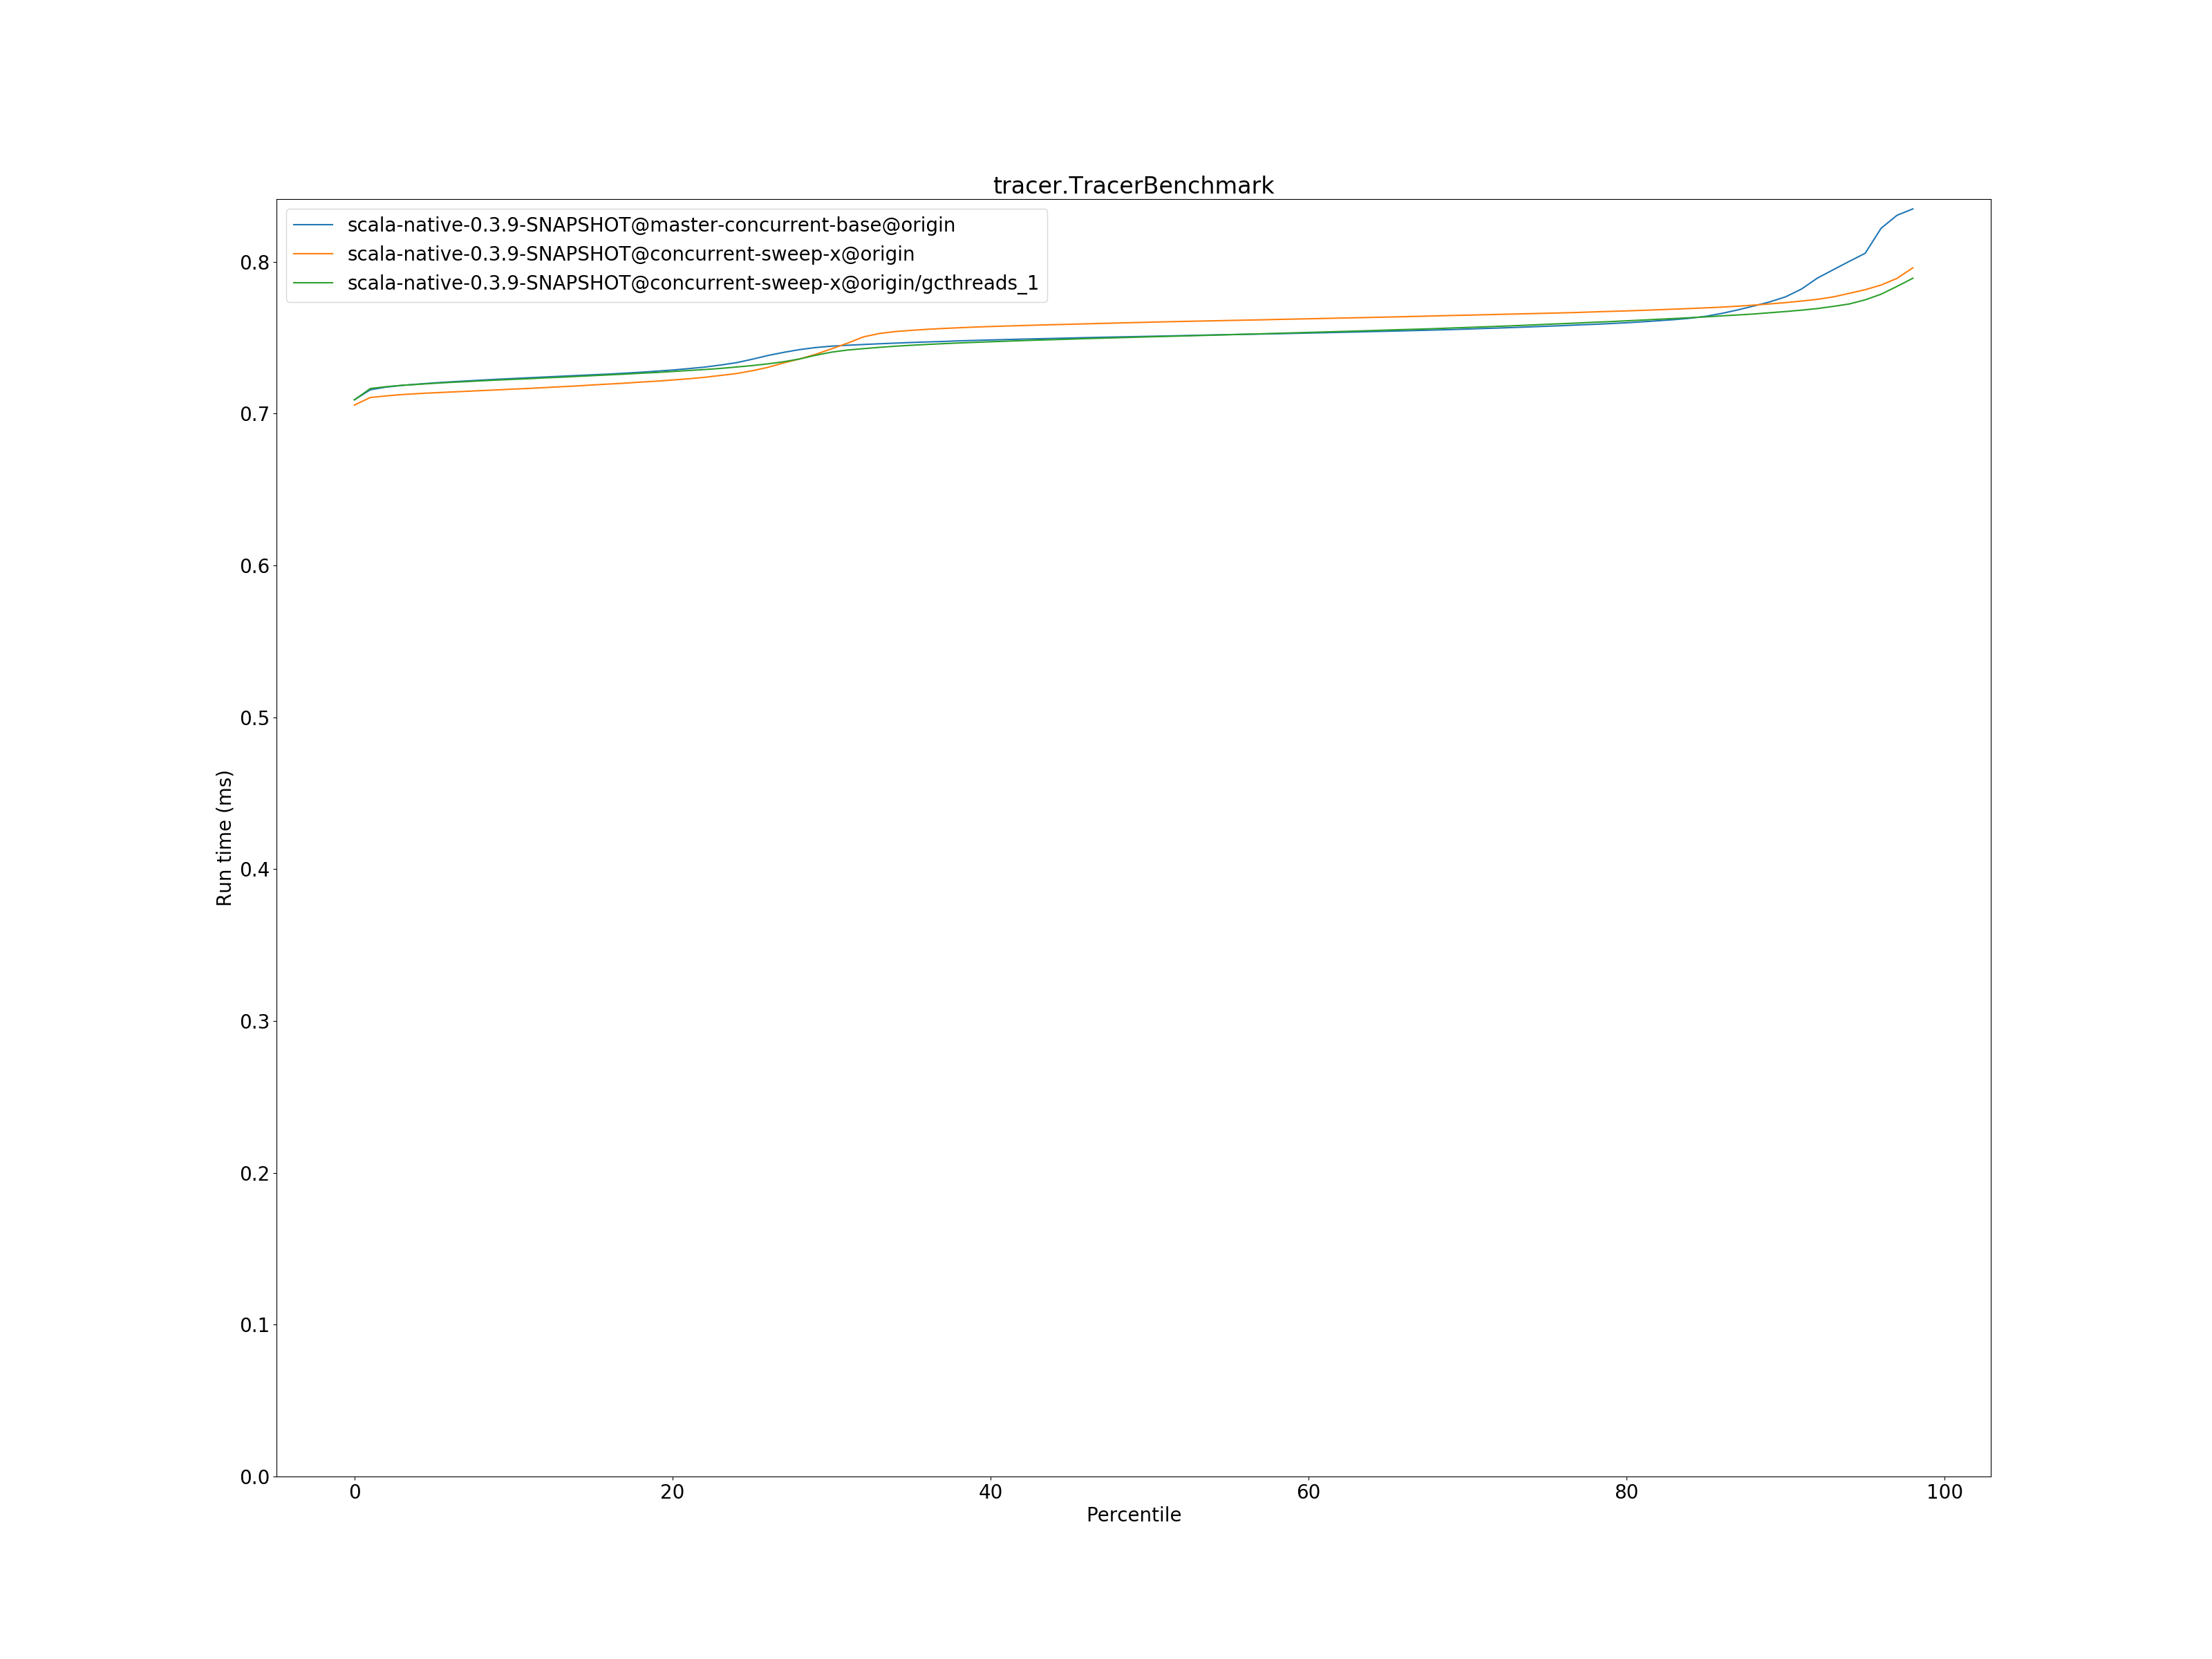 tracer.TracerBenchmark
scala-native-0.3.9-SNAPSHOT@master-concurrent-base@origin
scala-native-0.3.9-SNAPSHOT@concurrent-sweep-x@origin
scala-native-0.3.9-SNAPSHOT@concurrent-sweep-x@origin/gcthreads_1
0.8
0.7
0.6
0.5
0.4
0.3
0.2
0.1
0.0
Run time (ms)
0 20 40 60 80 100
Percentile